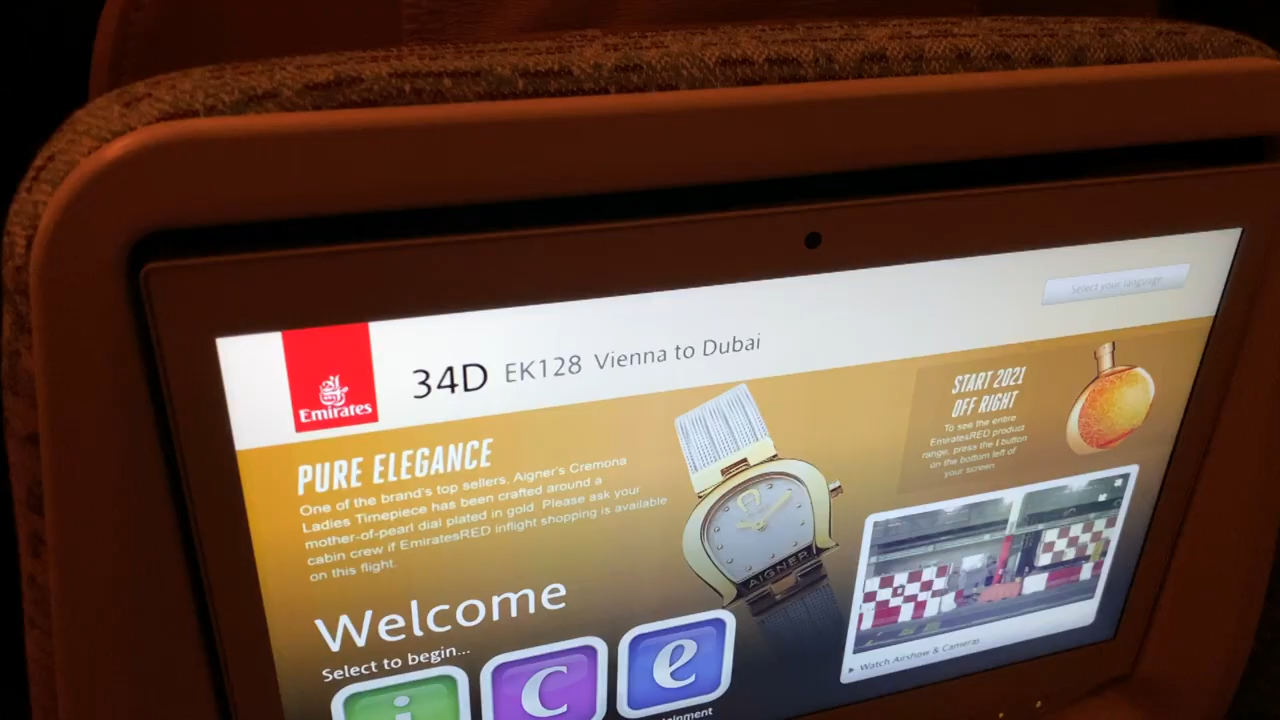 Select your language
Emirates
34D EK128 Vienna to Dubai
PURE ELEGANCE
One of the brand's top sellers, Aigner's Cremona
Ladies Timepiece has been crafted around a
mother-of-pearl dial plated in gold. Please ask your
cabin crew if EmiratesRED inflight shopping is available
on this flight.
AIGNER
START 2021
OFF RIGHT
To see the entire
EmiratesRED product
range, press the i button
on the bottom left of
your screen
Welcome
Select to begin...
i c e
Watch Airshow & Cameras